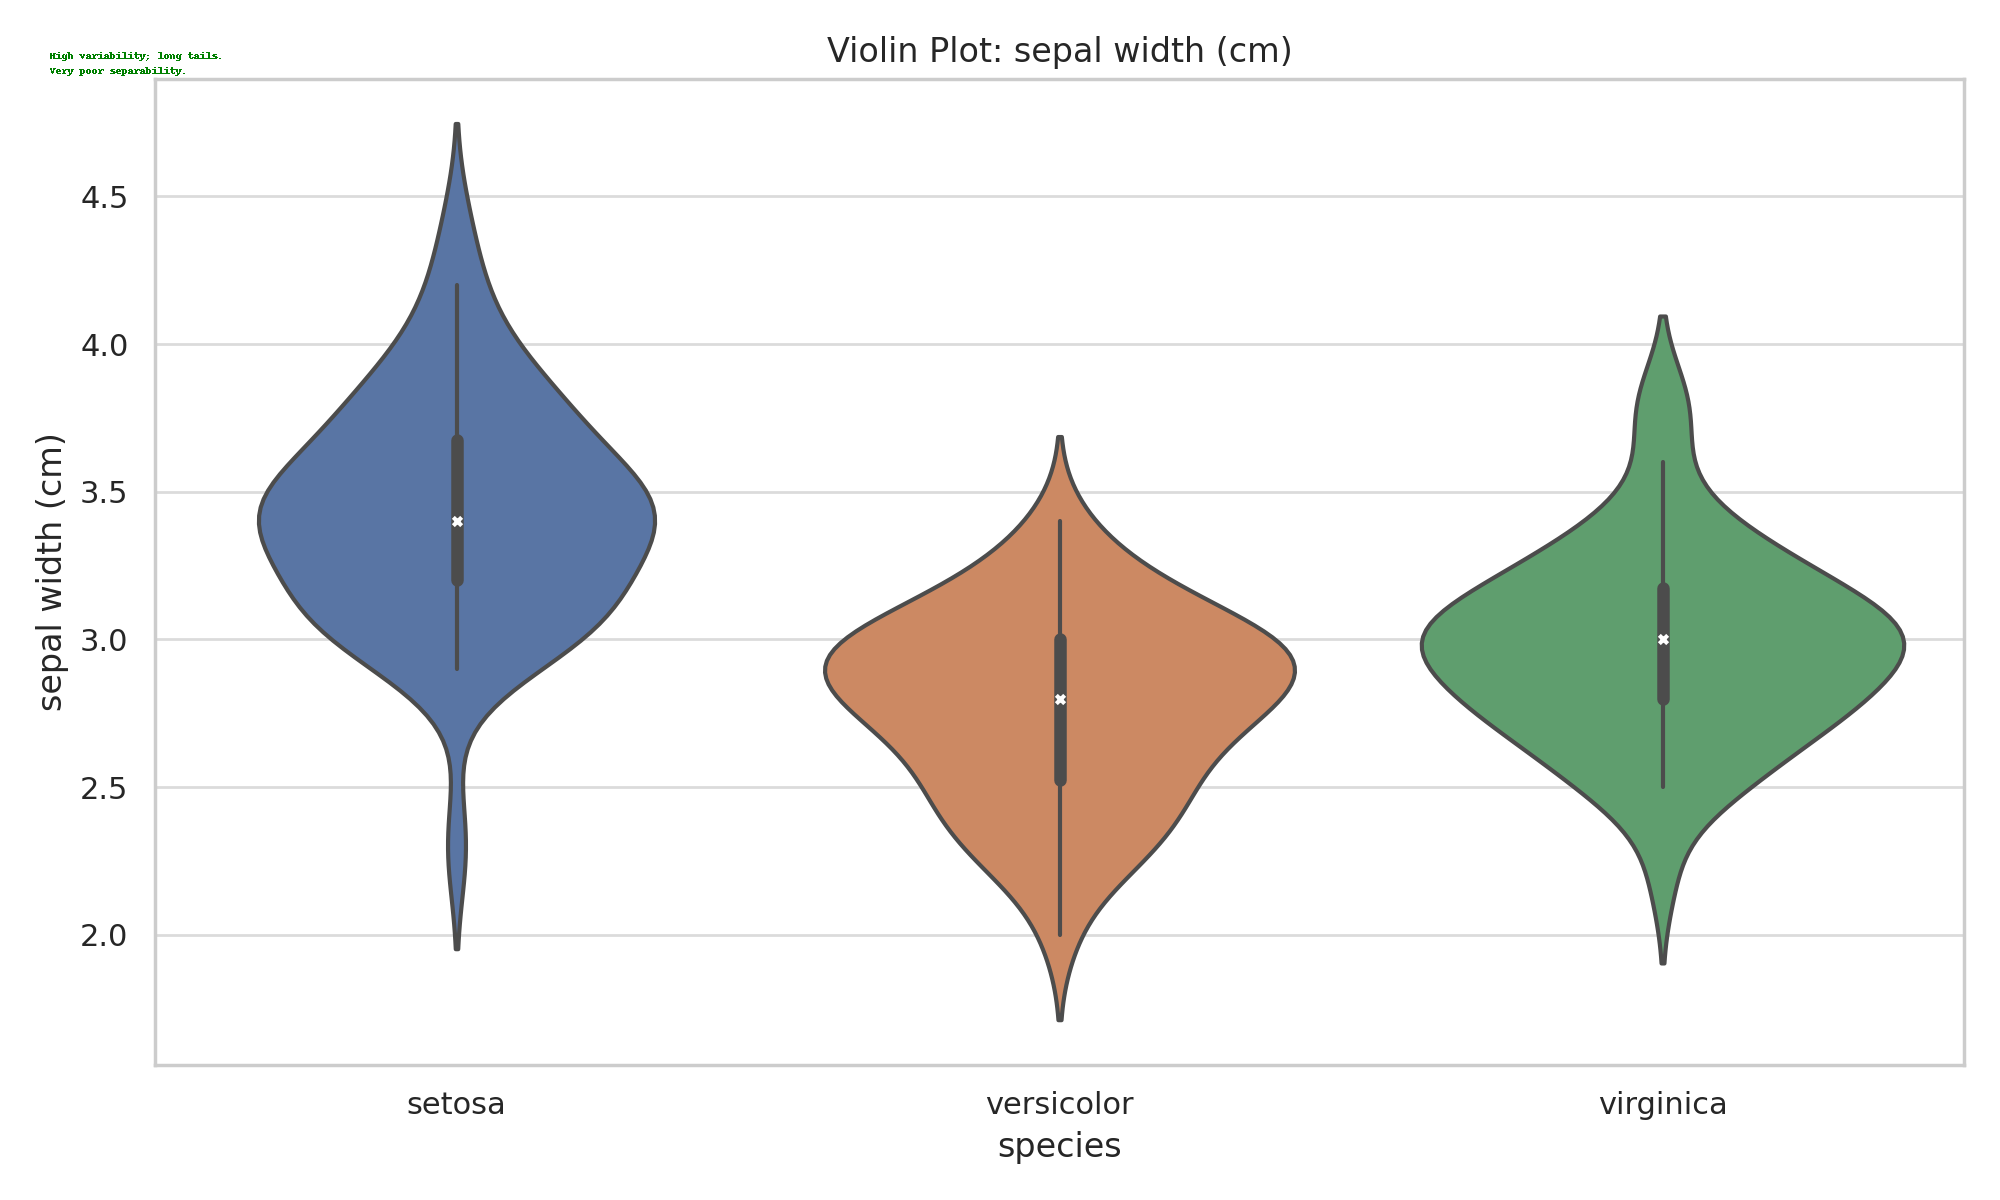 High variability; long tails.
Very poor separability.
Violin Plot: sepal width (cm)
sepal width (cm)
4.5
4.0
3.5
3.0
2.5
2.0
setosa versicolor virginica
species